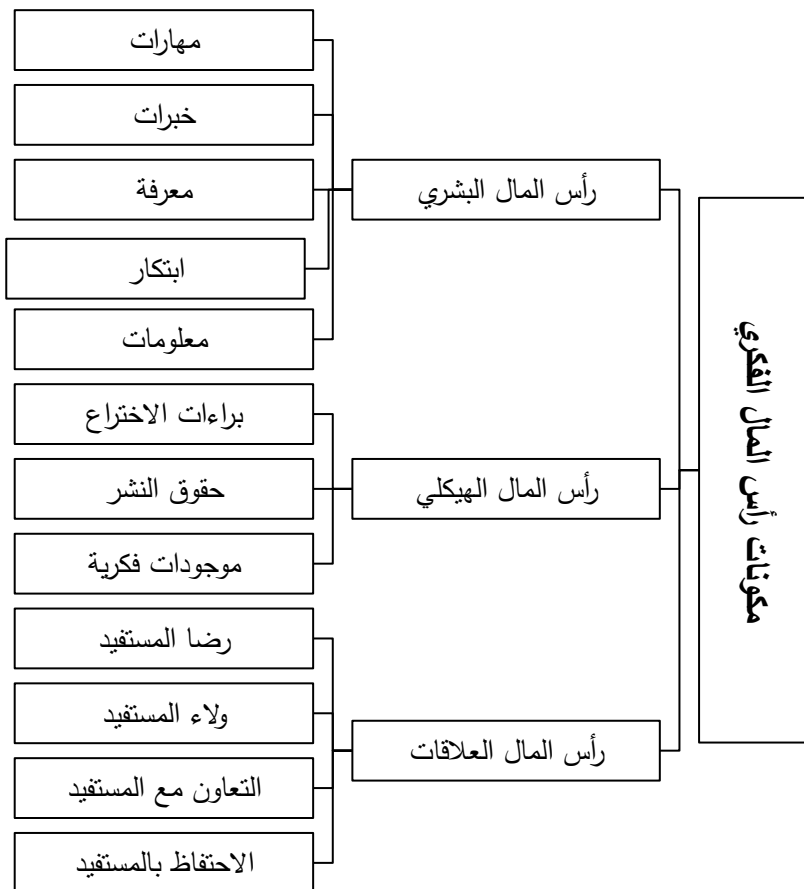 مكونات رأس المال الفكري
رأس المال البشري
مهارات
خبرات
معرفة
ابتكار
معلومات
رأس المال الهيكلي
براءات الاختراع
حقوق النشر
موجودات فكرية
رأس المال العلاقات
رضا المستفيد
ولاء المستفيد
التعاون مع المستفيد
الاحتفاظ بالمستفيد